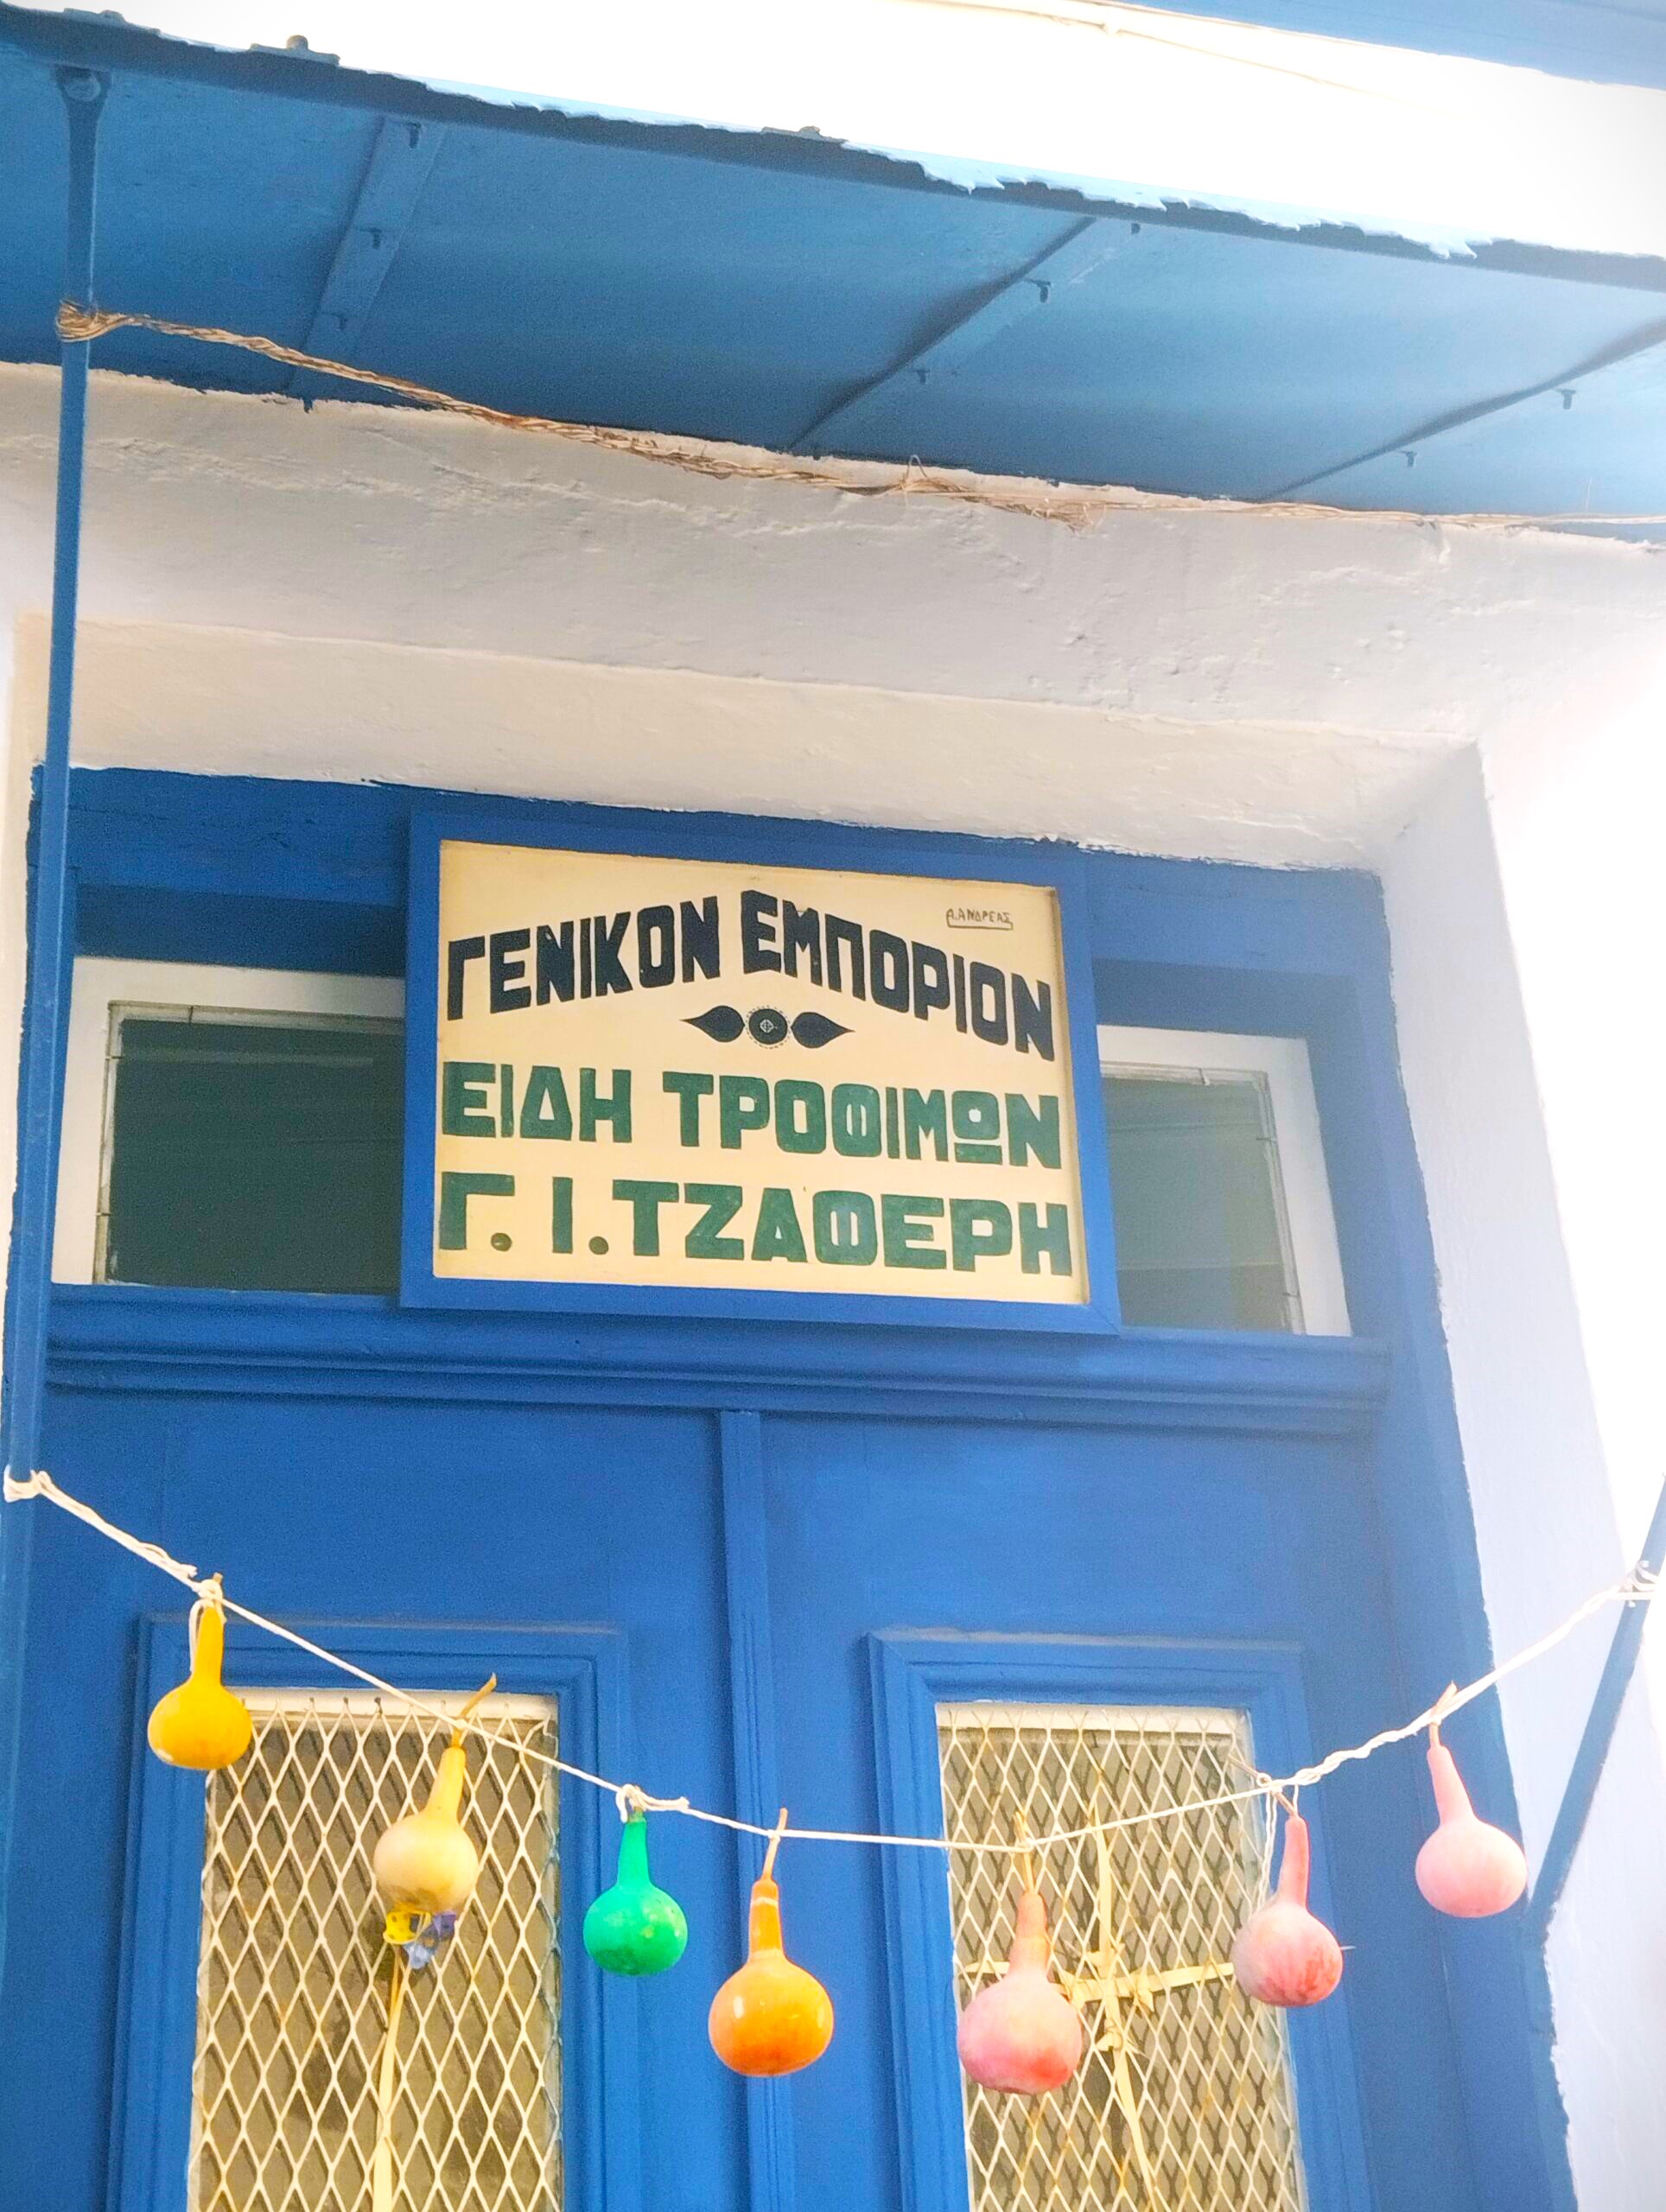 Α.ΑΝΔΡΕΑΣ
ΓΕΝΙΚΟΝ ΕΜΠΟΡΙΟΝ
ΕΙΔΗ ΤΡΟΦΙΜΩΝ
Γ. Ι. ΤΖΑΦΕΡΗ